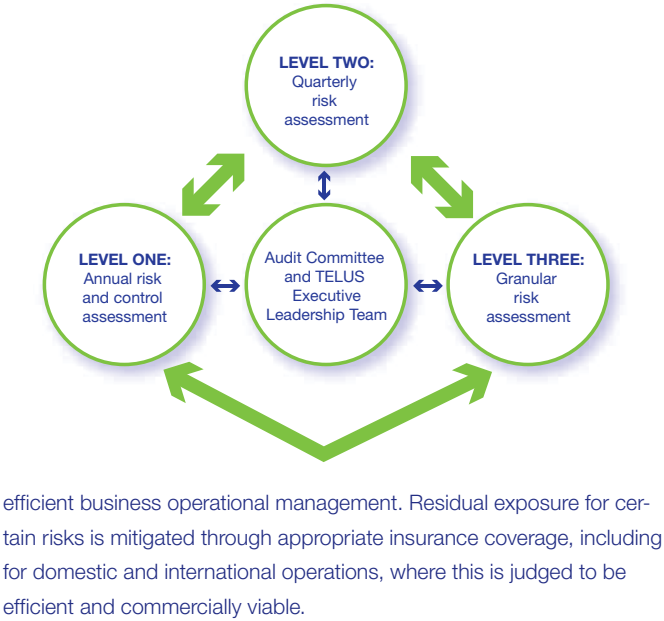 LEVEL TWO:
Quarterly
risk
assessment
LEVEL ONE:
Annual risk
and control
assessment
Audit Committee
and TELUS
Executive
Leadership Team
LEVEL THREE:
Granular
risk
assessment
efficient business operational management. Residual exposure for cer-
tain risks is mitigated through appropriate insurance coverage, including
for domestic and international operations, where this is judged to be
efficient and commercially viable.